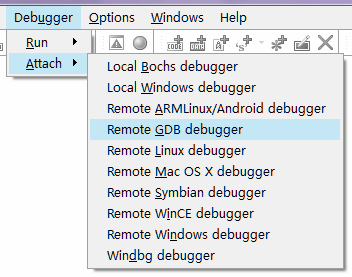 Debugger Options Windows Help
Run
Attach
Local Bochs debugger
Local Windows debugger
Remote ARMLinux/Android debugger
Remote GDB debugger
Remote Linux debugger
Remote Mac OS X debugger
Remote Symbian debugger
Remote WinCE debugger
Remote Windows debugger
Windbg debugger